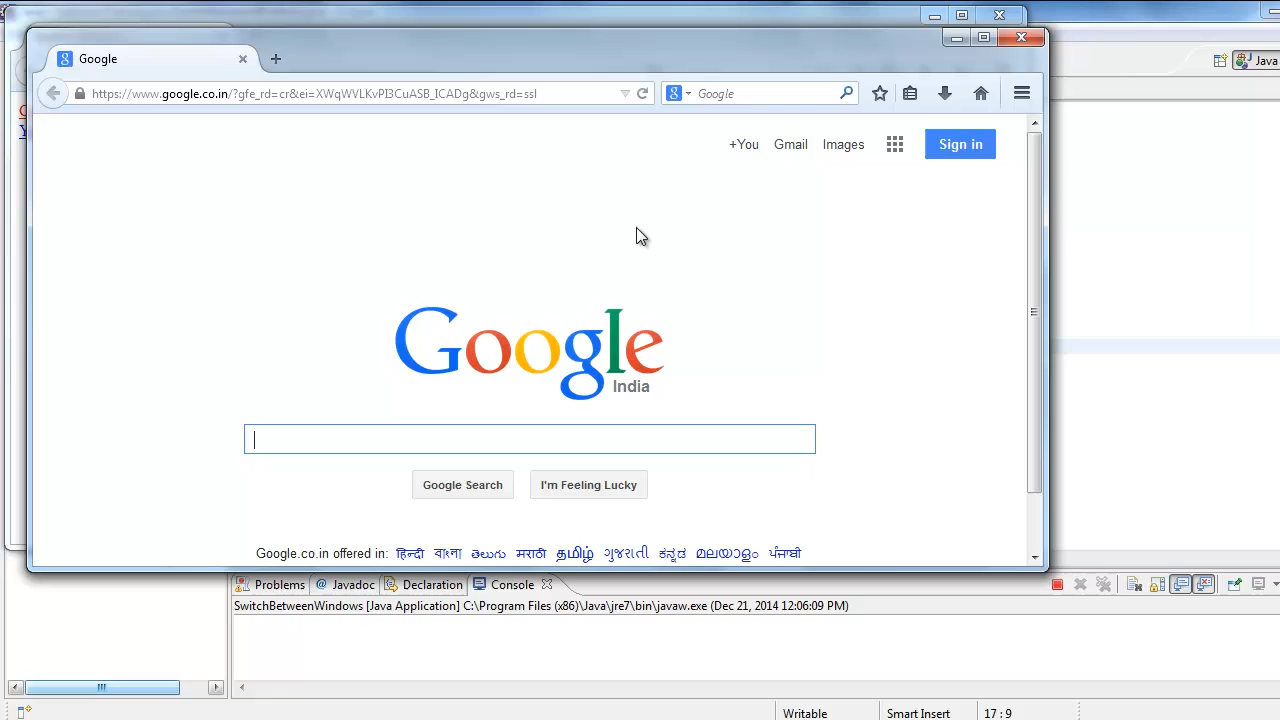 Google
https://www.google.co.in/?gfe_rd=cr&ei=XWqWVLKvPI3CuASB_ICADg&gws_rd=ssl
Google
Java
+You Gmail Images Sign in
Google
India
Google Search I'm Feeling Lucky
Google.co.in offered in: हिन्दी বাংলা తెలుగు मराठी தமிழ் ગુજરાતી ಕನ್ನಡ മലയാളം ਪੰਜਾਬੀ
Problems @ Javadoc Declaration Console
SwitchBetweenWindows [Java Application] C:\Program Files (x86)\Java\jre7\bin\javaw.exe (Dec 21, 2014 12:06:09 PM)
Writable Smart Insert 17 : 9